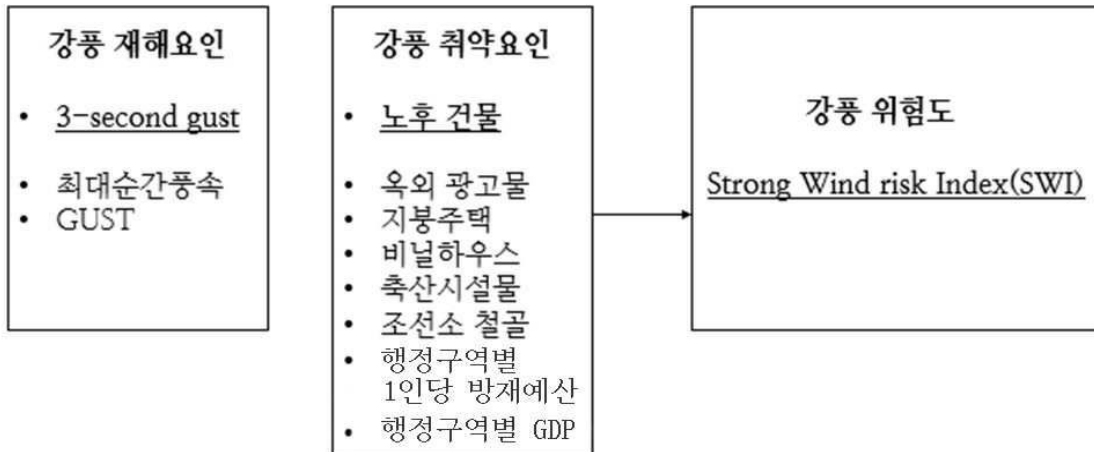 강풍 재해요인
• 3-second gust
• 최대순간풍속
• GUST
강풍 취약요인
• 노후 건물
• 옥외 광고물
• 지붕주택
• 비닐하우스
• 축산시설물
• 조선소 철골
• 행정구역별
1인당 방재예산
• 행정구역별 GDP
강풍 위험도
Strong Wind risk Index(SWI)